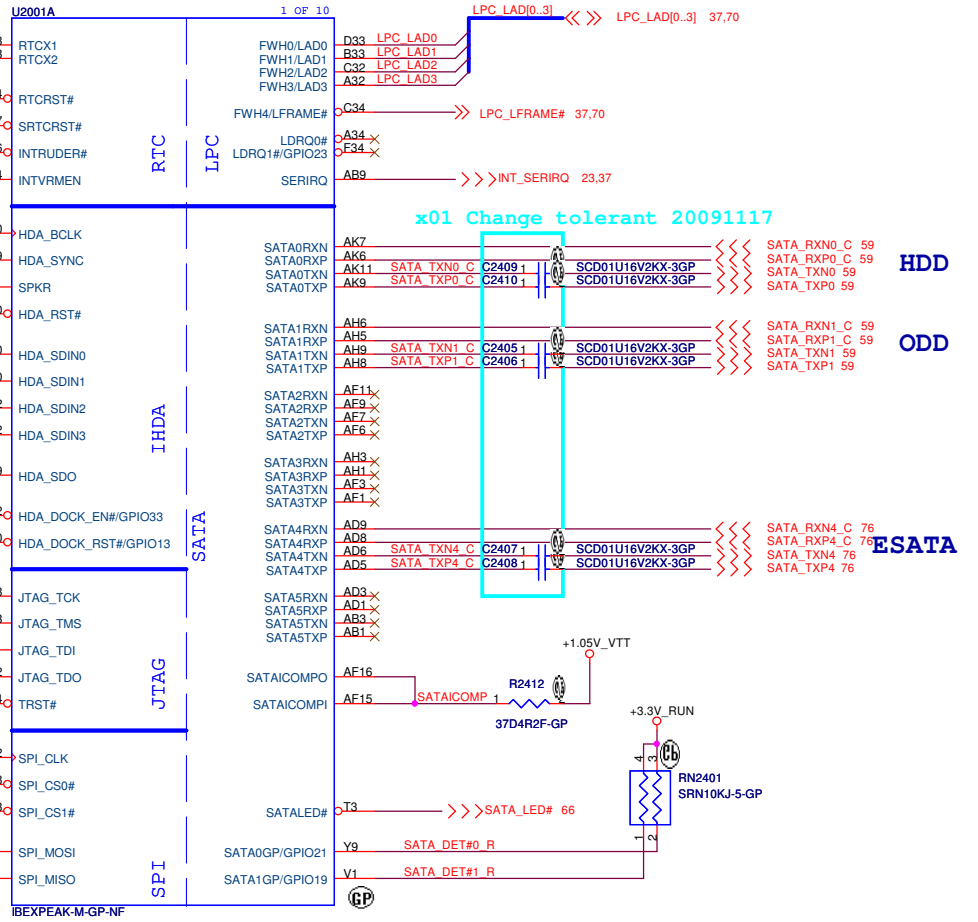 U2001A
1 OF 10
RTCX1
RTCX2
RTCRST#
SRTCRST#
INTRUDER#
INTVRMEN
RTC
LPC
FWH0/LAD0
FWH1/LAD1
FWH2/LAD2
FWH3/LAD3
FWH4/LFRAME#
LDRQ0#
LDRQ1#/GPIO23
SERIRQ
D33 LPC_LAD0
B33 LPC_LAD1
C32 LPC_LAD2
A32 LPC_LAD3
C34
A34
F34
AB9
LPC_LAD[0..3]
LPC_LAD[0..3] 37,70
LPC_LFRAME# 37,70
INT_SERIRQ 23,37
x01 Change tolerant 20091117
HDA_BCLK
HDA_SYNC
SPKR
HDA_RST#
HDA_SDIN0
HDA_SDIN1
HDA_SDIN2
HDA_SDIN3
HDA_SDO
HDA_DOCK_EN#/GPIO33
HDA_DOCK_RST#/GPIO13
IHDA
SATA
SATA0RXN AK7 SATA_RXN0_C 59
SATA0RXP AK6 SATA_RXP0_C 59
SATA0TXN AK11 SATA_TXN0_C C2409 1 SCD01U16V2KX-3GP SATA_TXN0 59
SATA0TXP AK9 SATA_TXP0_C C2410 1 SCD01U16V2KX-3GP SATA_TXP0 59
HDD
SATA1RXN AH6 SATA_RXN1_C 59
SATA1RXP AH5 SATA_RXP1_C 59
SATA1TXN AH9 SATA_TXN1_C C2405 1 SCD01U16V2KX-3GP SATA_TXN1 59
SATA1TXP AH8 SATA_TXP1_C C2406 1 SCD01U16V2KX-3GP SATA_TXP1 59
ODD
SATA2RXN AF11
SATA2RXP AF9
SATA2TXN AF7
SATA2TXP AF6
SATA3RXN AH3
SATA3RXP AH1
SATA3TXN AF3
SATA3TXP AF1
SATA4RXN AD9 SATA_RXN4_C 76
SATA4RXP AD8 SATA_RXP4_C 76
SATA4TXN AD6 SATA_TXN4_C C2407 1 SCD01U16V2KX-3GP SATA_TXN4 76
SATA4TXP AD5 SATA_TXP4_C C2408 1 SCD01U16V2KX-3GP SATA_TXP4 76
ESATA
SATA5RXN AD3
SATA5RXP AD1
SATA5TXN AB3
SATA5TXP AB1
JTAG_TCK
JTAG_TMS
JTAG_TDI
JTAG_TDO
TRST#
JTAG
SATAICOMPO AF16
SATAICOMPI AF15 SATAICOMP 1
R2412
37D4R2F-GP
+1.05V_VTT
+3.3V_RUN
4 3
RN2401
SRN10KJ-5-GP
1 2
SPI_CLK
SPI_CS0#
SPI_CS1#
SPI_MOSI
SPI_MISO
SPI
SATALED# T3 SATA_LED# 66
SATA0GP/GPIO21 Y9 SATA_DET#0_R
SATA1GP/GPIO19 V1 SATA_DET#1_R
GP
IBEXPEAK-M-GP-NF